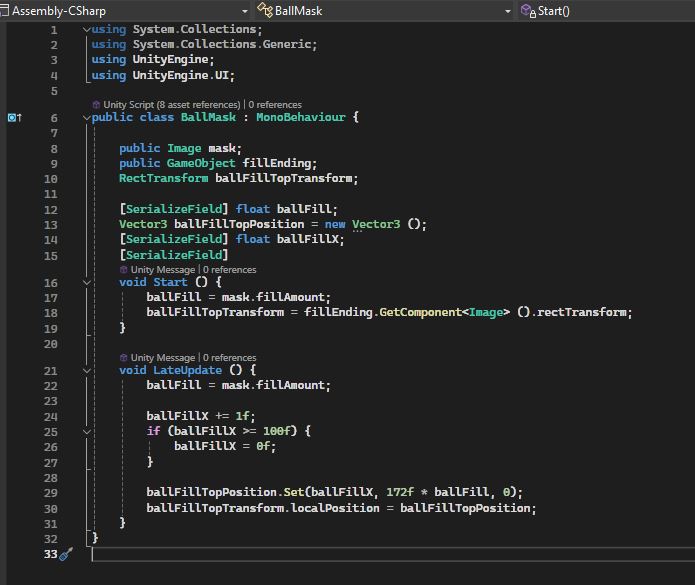 Assembly-CSharp BallMask Start()
1 using System.Collections;
2 using System.Collections.Generic;
3 using UnityEngine;
4 using UnityEngine.UI;
5
Unity Script (8 asset references) | 0 references
6 public class BallMask : MonoBehaviour {
7
8 public Image mask;
9 public GameObject fillEnding;
10 RectTransform ballFillTopTransform;
11
12 [SerializeField] float ballFill;
13 Vector3 ballFillTopPosition = new Vector3 ();
14 [SerializeField] float ballFillX;
15 [SerializeField]
Unity Message | 0 references
16 void Start () {
17 ballFill = mask.fillAmount;
18 ballFillTopTransform = fillEnding.GetComponent<Image> ().rectTransform;
19 }
20
Unity Message | 0 references
21 void LateUpdate () {
22 ballFill = mask.fillAmount;
23
24 ballFillX += 1f;
25 if (ballFillX >= 100f) {
26 ballFillX = 0f;
27 }
28
29 ballFillTopPosition.Set(ballFillX, 172f * ballFill, 0);
30 ballFillTopTransform.localPosition = ballFillTopPosition;
31 }
32 }
33